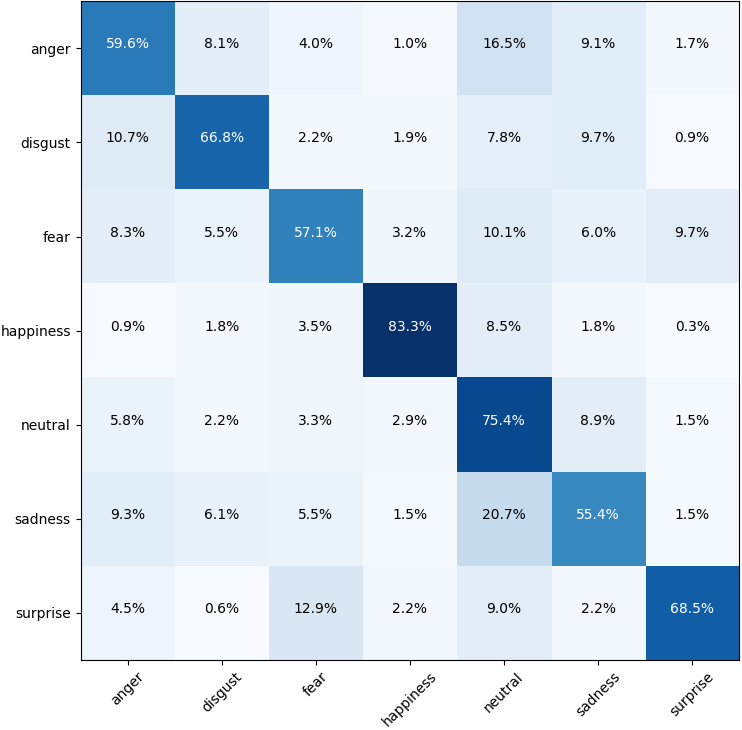 anger 59.6% 8.1% 4.0% 1.0% 16.5% 9.1% 1.7%
disgust 10.7% 66.8% 2.2% 1.9% 7.8% 9.7% 0.9%
fear 8.3% 5.5% 57.1% 3.2% 10.1% 6.0% 9.7%
happiness 0.9% 1.8% 3.5% 83.3% 8.5% 1.8% 0.3%
neutral 5.8% 2.2% 3.3% 2.9% 75.4% 8.9% 1.5%
sadness 9.3% 6.1% 5.5% 1.5% 20.7% 55.4% 1.5%
surprise 4.5% 0.6% 12.9% 2.2% 9.0% 2.2% 68.5%
anger disgust fear happiness neutral sadness surprise